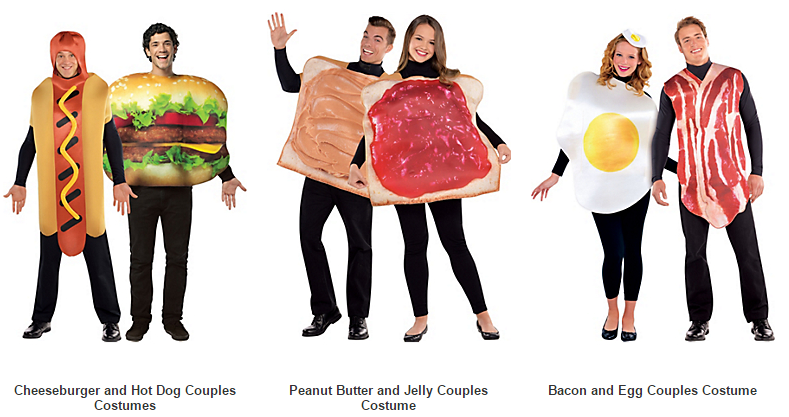 Cheeseburger and Hot Dog Couples
Costumes
Peanut Butter and Jelly Couples
Costume
Bacon and Egg Couples Costume